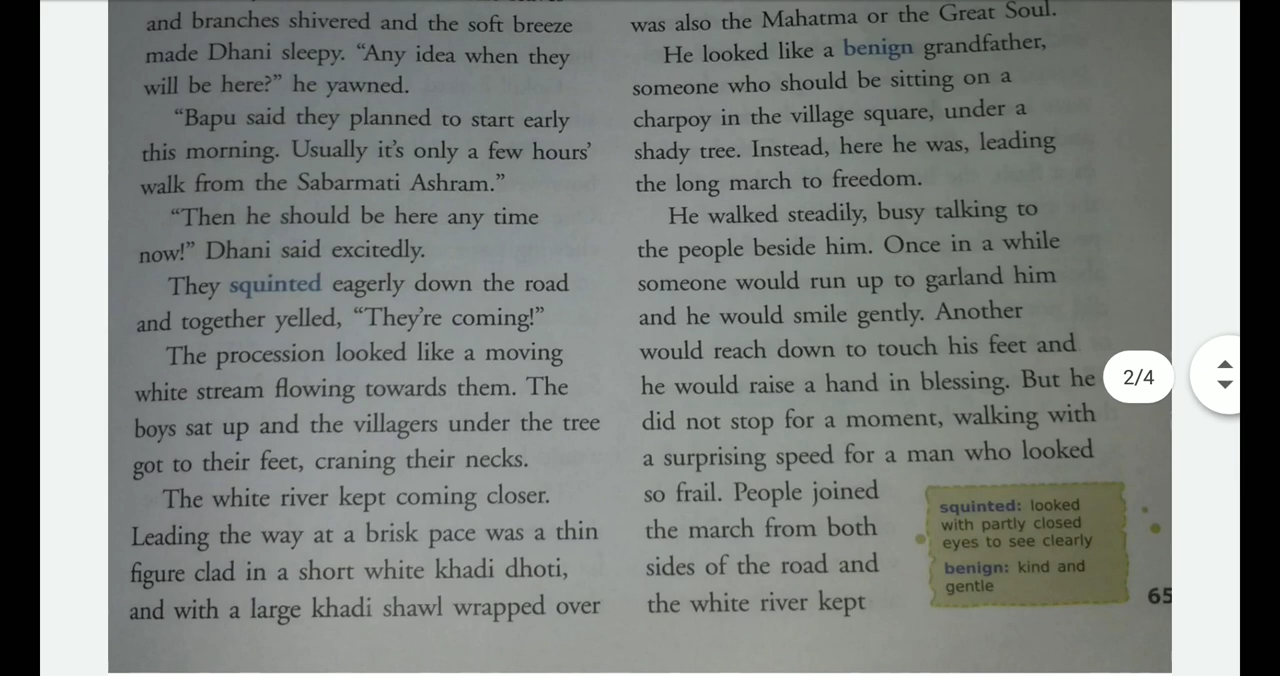 and branches shivered and the soft breeze
made Dhani sleepy. “Any idea when they
will be here?” he yawned.
“Bapu said they planned to start early
this morning. Usually it’s only a few hours’
walk from the Sabarmati Ashram.”
“Then he should be here any time
now!” Dhani said excitedly.
They squinted eagerly down the road
and together yelled, “They’re coming!”
The procession looked like a moving
white stream flowing towards them. The
boys sat up and the villagers under the tree
got to their feet, craning their necks.
The white river kept coming closer.
Leading the way at a brisk pace was a thin
figure clad in a short white khadi dhoti,
and with a large khadi shawl wrapped over
was also the Mahatma or the Great Soul.
He looked like a benign grandfather,
someone who should be sitting on a
charpoy in the village square, under a
shady tree. Instead, here he was, leading
the long march to freedom.
He walked steadily, busy talking to
the people beside him. Once in a while
someone would run up to garland him
and he would smile gently. Another
would reach down to touch his feet and
he would raise a hand in blessing. But he
did not stop for a moment, walking with
a surprising speed for a man who looked
so frail. People joined
the march from both
sides of the road and
the white river kept
squinted: looked
with partly closed
eyes to see clearly
benign: kind and
gentle
65
2/4